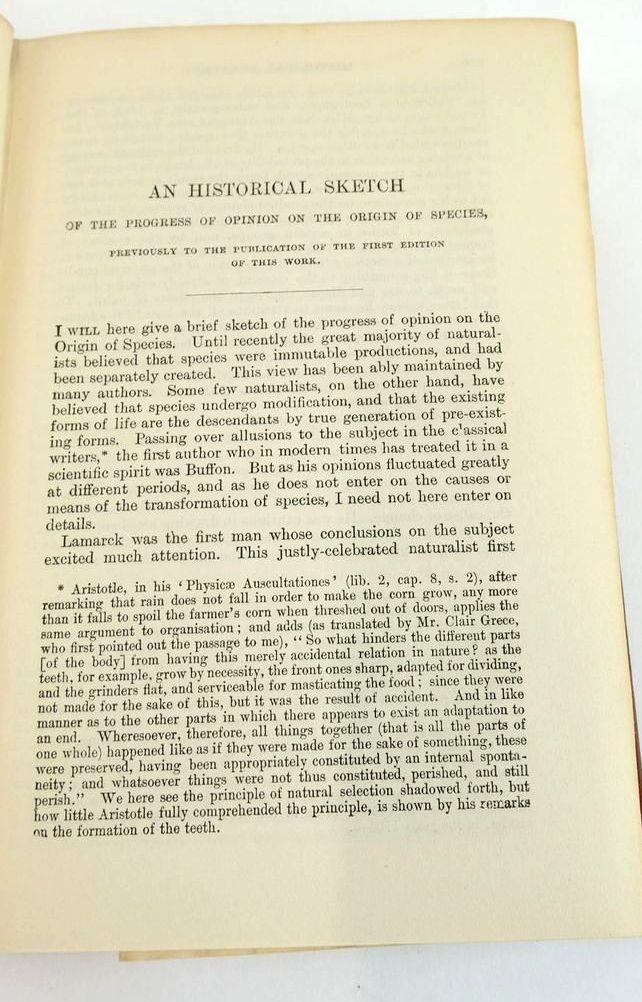 AN HISTORICAL SKETCH
OF THE PROGRESS OF OPINION ON THE ORIGIN OF SPECIES,
PREVIOUSLY TO THE PUBLICATION OF THE FIRST EDITION
OF THIS WORK.
I WILL here give a brief sketch of the progress of opinion on the
Origin of Species. Until recently the great majority of natural-
ists believed that species were immutable productions, and had
been separately created. This view has been ably maintained by
many authors. Some few naturalists, on the other hand, have
believed that species undergo modification, and that the existing
forms of life are the descendants by true generation of pre-exist-
ing forms. Passing over allusions to the subject in the classical
writers,* the first author who in modern times has treated it in a
scientific spirit was Buffon. But as his opinions fluctuated greatly
at different periods, and as he does not enter on the causes or
means of the transformation of species, I need not here enter on
details.
Lamarck was the first man whose conclusions on the subject
excited much attention. This justly-celebrated naturalist first
* Aristotle, in his ‘Physicæ Auscultationes’ (lib. 2, cap. 8, s. 2), after
remarking that rain does not fall in order to make the corn grow, any more
than it falls to spoil the farmer's corn when threshed out of doors, applies the
same argument to organisation; and adds (as translated by Mr. Clair Grece,
who first pointed out the passage to me), “So what hinders the different parts
[of the body] from having this merely accidental relation in nature? as the
teeth, for example, grow by necessity, the front ones sharp, adapted for dividing,
and the grinders flat, and serviceable for masticating the food; since they were
not made for the sake of this, but it was the result of accident. And in like
manner as to the other parts in which there appears to exist an adaptation to
an end. Wheresoever, therefore, all things together (that is all the parts of
one whole) happened like as if they were made for the sake of something, these
were preserved, having been appropriately constituted by an internal sponta-
neity; and whatsoever things were not thus constituted, perished, and still
perish.” We here see the principle of natural selection shadowed forth, but
how little Aristotle fully comprehended the principle, is shown by his remarks
on the formation of the teeth.